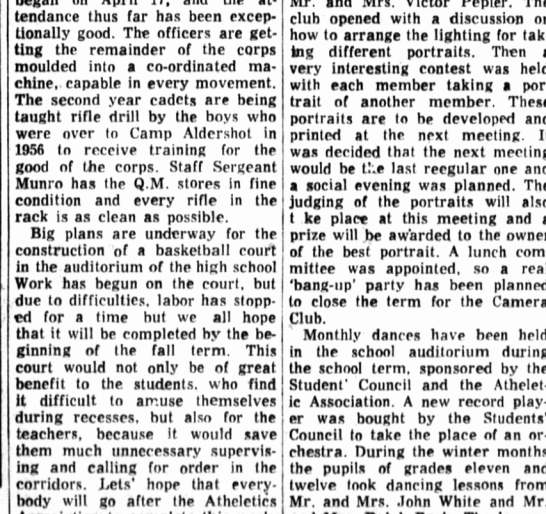 began on April 17, and the at-
tendance thus far has been excep-
tionally good. The officers are get-
ting the remainder of the corps
moulded into a co-ordinated ma-
chine, capable in every movement.
The second year cadets are being
taught rifle drill by the boys who
were over to Camp Aldershot in
1956 to receive training for the
good of the corps. Staff Sergeant
Munro has the Q.M. stores in fine
condition and every rifle in the
rack is as clean as possible.
Big plans are underway for the
construction of a basketball court
in the auditorium of the high school
Work has begun on the court, but
due to difficulties, labor has stopp-
ed for a time but we all hope
that it will be completed by the be-
ginning of the fall term. This
court would not only be of great
benefit to the students, who find
it difficult to amuse themselves
during recesses, but also for the
teachers, because it would save
them much unnecessary supervis-
ing and calling for order in the
corridors. Lets' hope that every-
body will go after the Atheletics
Mr. and Mrs. Victor Pepler. The
club opened with a discussion on
how to arrange the lighting for tak
ing different portraits. Then a
very interesting contest was held
with each member taking a por
trait of another member. These
portraits are to be developed and
printed at the next meeting. I
was decided that the next meeting
would be the last reegular one and
a social evening was planned. The
judging of the portraits will also
t ke place at this meeting and a
prize will be awarded to the owner
of the best portrait. A lunch com
mittee was appointed, so a real
'bang-up' party has been planned
to close the term for the Camera
Club.
Monthly dances have been held
in the school auditorium during
the school term, sponsored by the
Student' Council and the Athelet-
ic Association. A new record play-
er was bought by the Students'
Council to take the place of an or-
chestra. During the winter months
the pupils of grades eleven and
twelve took dancing lessons from
Mr. and Mrs. John White and Mr.